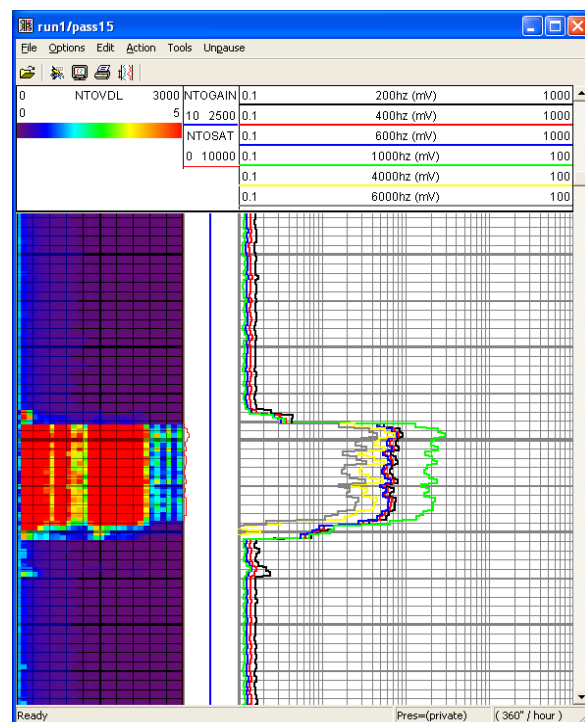 run1/pass15
File Options Edit Action Tools Unpause
0 NTOVDL 3000
0 5
NTOGAIN
10 2500
NTOSAT
0 10000
0.1 200hz (mV) 1000
0.1 400hz (mV) 1000
0.1 600hz (mV) 1000
0.1 1000hz (mV) 100
0.1 4000hz (mV) 100
0.1 6000hz (mV) 100
Ready Pres=(private) ( 360" / hour )